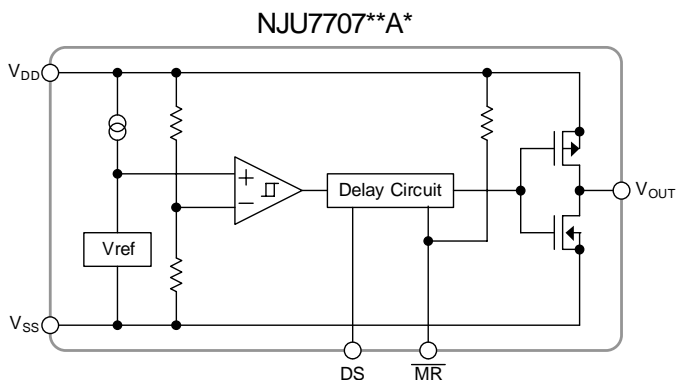 NJU7707**A*
VDD
+
−
Delay Circuit
VOUT
Vref
VSS
DS
MR